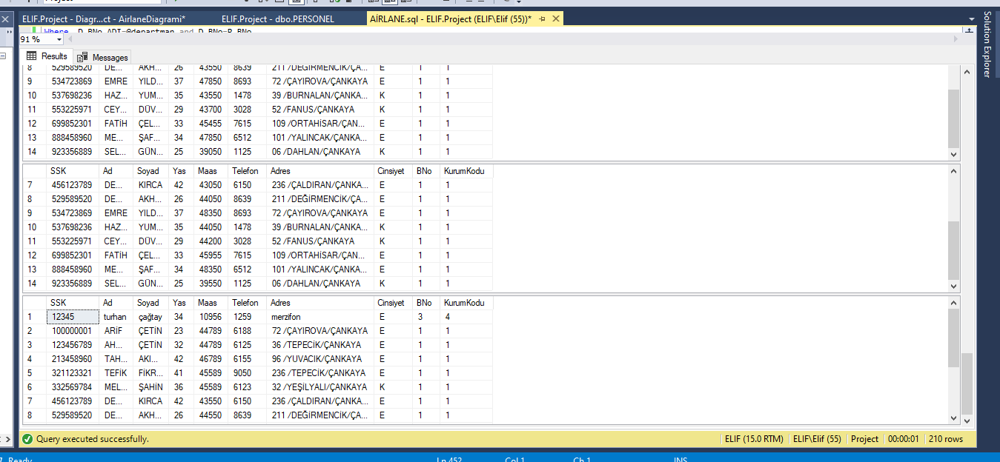 Project
ELIF.Project - Diagr...ct - AirlaneDiagrami*
ELIF.Project - dbo.PERSONEL
AİRLANE.sql - ELIF.Project (ELIF\Elif (55))*
Solution Explorer
Where D.BNo_ADI=@departman and D.BNo=P.BNo
91 %
Results
Messages
8 529589520 DE... AKH... 26 43550 8639 211 /DEĞİRMENCİK/ÇA... E 1 1
9 534723869 EMRE YILD... 37 47850 8693 72 /ÇAYIROVA/ÇANKAYA E 1 1
10 537698236 HAZ... YUM... 35 43550 1478 39 /BURNALAN/ÇANKA... K 1 1
11 553225971 CEY... DÜV... 29 43700 3028 52 /FANUS/ÇANKAYA K 1 1
12 699852301 FATİH ÇEL... 33 45455 7615 109 /ORTAHİSAR/ÇAN... E 1 1
13 888458960 ME... ŞAF... 34 47850 6512 101 /YALINCAK/ÇANKA... E 1 1
14 923356889 SEL... GÜN... 25 39050 1125 06 /DAHLAN/ÇANKAYA K 1 1
SSK Ad Soyad Yas Maas Telefon Adres Cinsiyet BNo KurumKodu
7 456123789 DE... KIRCA 42 43050 6150 236 /ÇALDIRAN/ÇANKA... E 1 1
8 529589520 DE... AKH... 26 44050 8639 211 /DEĞİRMENCİK/ÇA... E 1 1
9 534723869 EMRE YILD... 37 48350 8693 72 /ÇAYIROVA/ÇANKAYA E 1 1
10 537698236 HAZ... YUM... 35 44050 1478 39 /BURNALAN/ÇANKA... K 1 1
11 553225971 CEY... DÜV... 29 44200 3028 52 /FANUS/ÇANKAYA K 1 1
12 699852301 FATİH ÇEL... 33 45955 7615 109 /ORTAHİSAR/ÇAN... E 1 1
13 888458960 ME... ŞAF... 34 48350 6512 101 /YALINCAK/ÇANKA... E 1 1
14 923356889 SEL... GÜN... 25 39550 1125 06 /DAHLAN/ÇANKAYA K 1 1
SSK Ad Soyad Yas Maas Telefon Adres Cinsiyet BNo KurumKodu
1 12345 turhan çağtay 34 10956 1259 merzifon E 3 4
2 100000001 ARİF ÇETİN 23 44789 6188 72 /ÇAYIROVA/ÇANKAYA E 1 1
3 123456789 AH... ÇETİN 32 44789 6125 36 /TEPECİK/ÇANKAYA E 1 1
4 213458960 TAH... AKI... 42 46789 6155 96 /YUVACIK/ÇANKAYA E 1 1
5 321123321 TEFİK FİKR... 41 45589 9050 236 /TEPECİK/ÇANKAYA E 1 1
6 332569784 MEL... ŞAHİN 36 45589 6123 32 /YEŞİLYALI/ÇANKAYA K 1 1
7 456123789 DE... KIRCA 42 43550 6150 236 /ÇALDIRAN/ÇANKA... E 1 1
8 529589520 DE... AKH... 26 44550 8639 211 /DEĞİRMENCİK/ÇA... E 1 1
Query executed successfully.
ELIF (15.0 RTM) ELIF\Elif (55) Project 00:00:01 210 rows
Ready Ln 452 Col 1 Ch 1 INS